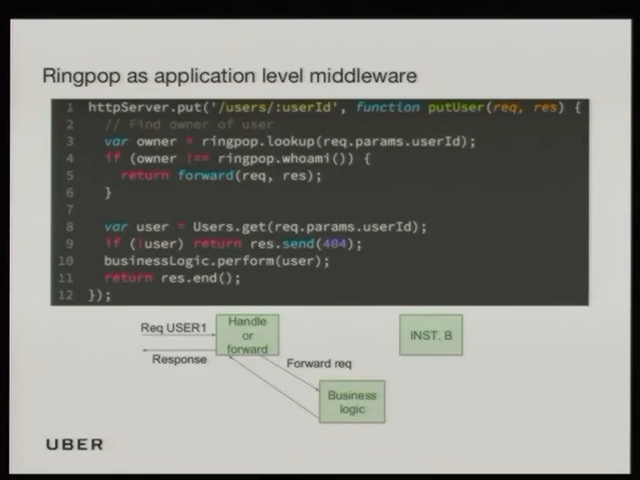 Ringpop as application level middleware
1 httpServer.put('/users/:userId', function putUser(req, res) {
2 // Find owner of user
3 var owner = ringpop.lookup(req.params.userId);
4 if (owner !== ringpop.whoami()) {
5 return forward(req, res);
6 }
7
8 var user = Users.get(req.params.userId);
9 if (!user) return res.send(404);
10 businessLogic.perform(user);
11 return res.end();
12 });
Req USER1
Response
Handle
or
forward
Forward req
Business
logic
INST. B
UBER